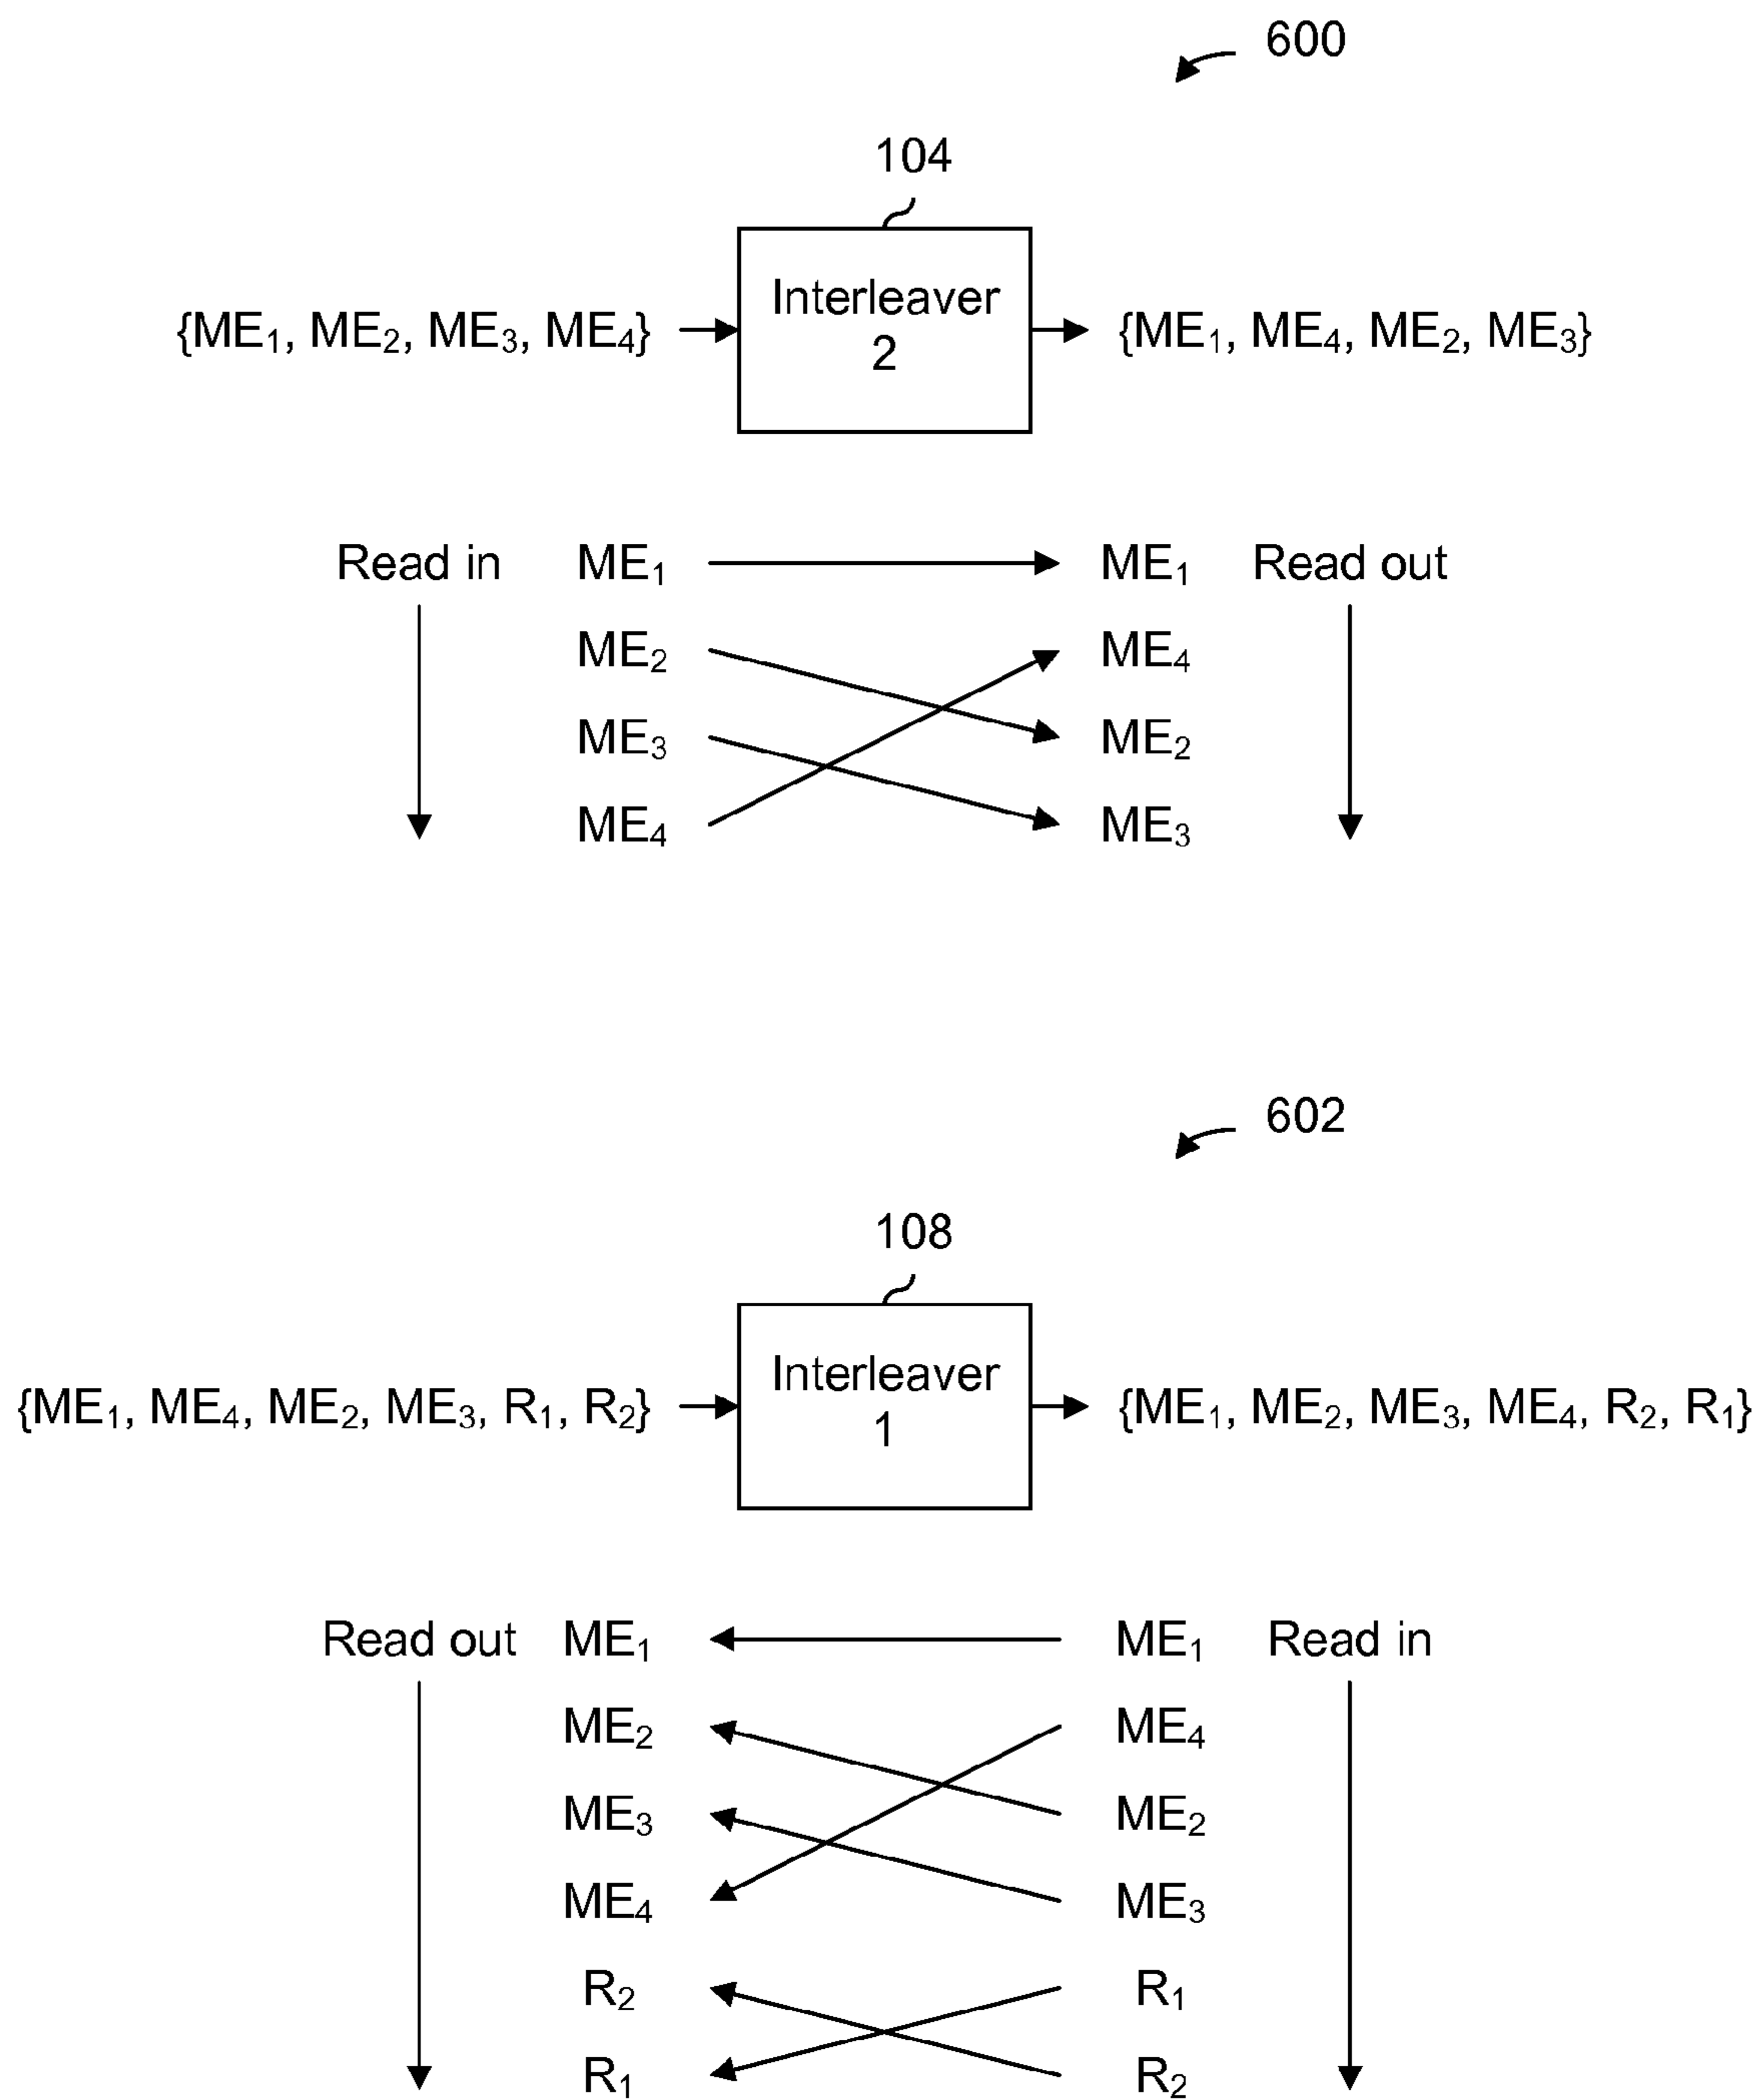 600
104
Interleaver
2
{ME₁, ME₂, ME₃, ME₄}
{ME₁, ME₄, ME₂, ME₃}
Read in ME₁ ME₁ Read out
ME₂ ME₄
ME₃ ME₂
ME₄ ME₃
602
108
Interleaver
1
{ME₁, ME₄, ME₂, ME₃, R₁, R₂}
{ME₁, ME₂, ME₃, ME₄, R₂, R₁}
Read out ME₁ ME₁ Read in
ME₂ ME₄
ME₃ ME₂
ME₄ ME₃
R₂ R₁
R₁ R₂